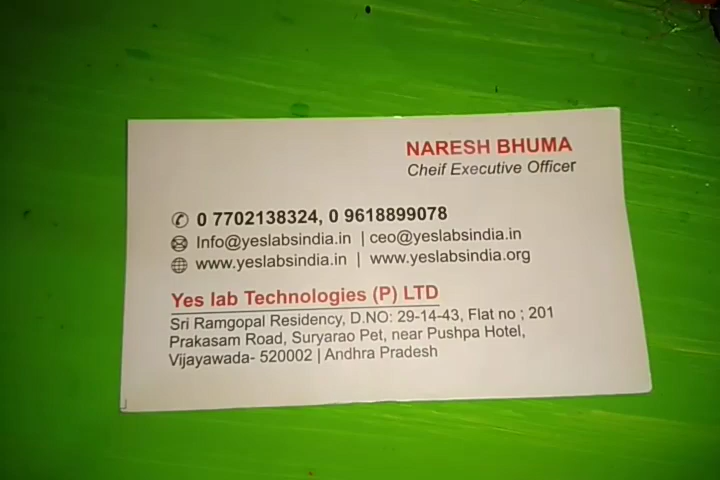 NARESH BHUMA
Cheif Executive Officer
0 7702138324, 0 9618899078
Info@yeslabsindia.in | ceo@yeslabsindia.in
www.yeslabsindia.in | www.yeslabsindia.org
Yes lab Technologies (P) LTD
Sri Ramgopal Residency, D.NO: 29-14-43, Flat no ; 201
Prakasam Road, Suryarao Pet, near Pushpa Hotel,
Vijayawada- 520002 | Andhra Pradesh